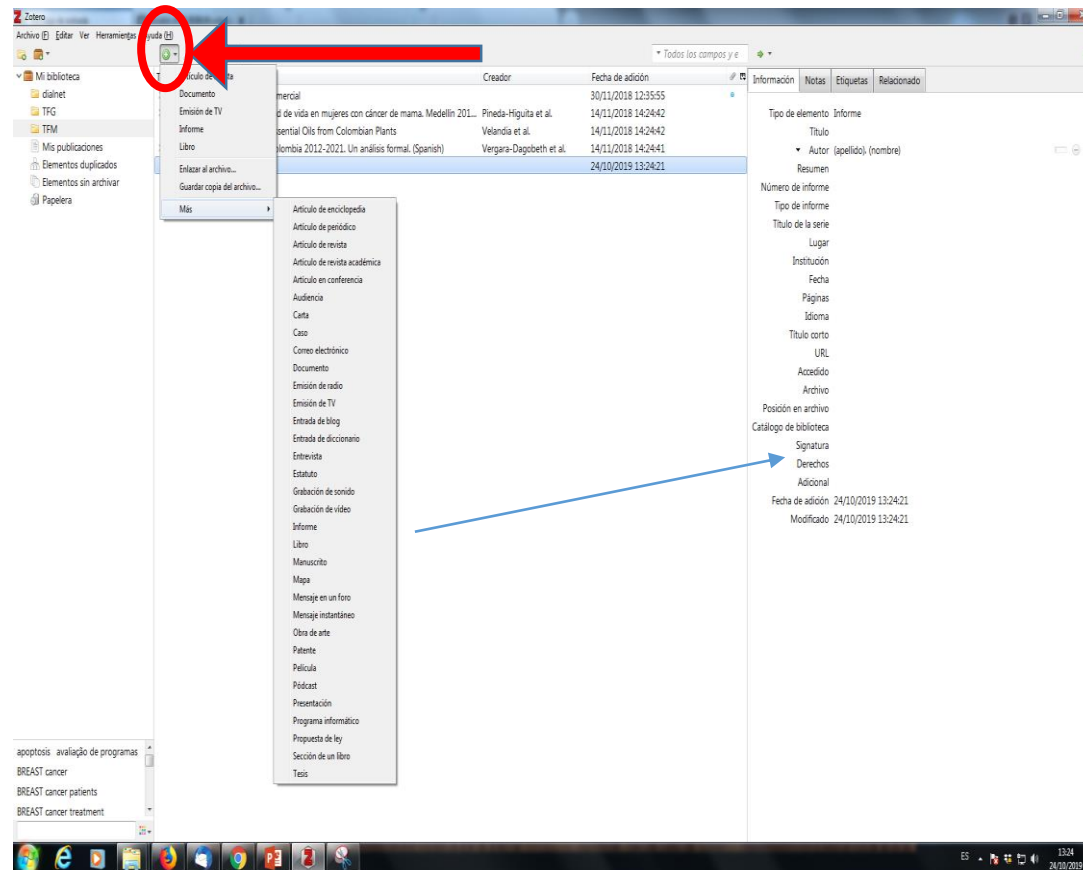 Zotero
Archivo (F) Editar Ver Herramientas Ayuda (H)
Todos los campos y e
Mi biblioteca
dialnet
TFG
TFM
Mis publicaciones
Elementos duplicados
Elementos sin archivar
Papelera
Documento
Emisión de TV
Informe
Libro
Enlazar al archivo...
Guardar copia del archivo...
Más
Creador
Fecha de adición
mercial
30/11/2018 12:35:55
d de vida en mujeres con cáncer de mama. Medellin 201... Pineda-Higuita et al. 14/11/2018 14:24:42
sential Oils from Colombian Plants Velandia et al. 14/11/2018 14:24:42
olombia 2012-2021. Un análisis formal. (Spanish) Vergara-Dagobeth et al. 14/11/2018 14:24:41
24/10/2019 13:24:21
Artículo de enciclopedia
Artículo de periódico
Artículo de revista
Artículo de revista académica
Artículo en conferencia
Audiencia
Carta
Caso
Correo electrónico
Documento
Emisión de radio
Emisión de TV
Entrada de blog
Entrada de diccionario
Entrevista
Estatuto
Grabación de sonido
Grabación de vídeo
Informe
Libro
Manuscrito
Mapa
Mensaje en un foro
Mensaje instantáneo
Obra de arte
Patente
Película
Pódcast
Presentación
Programa informático
Propuesta de ley
Sección de un libro
Tesis
Información Notas Etiquetas Relacionado
Tipo de elemento Informe
Título
Autor (apellido), (nombre)
Resumen
Número de informe
Tipo de informe
Título de la serie
Lugar
Institución
Fecha
Páginas
Idioma
Título corto
URL
Accedido
Archivo
Posición en archivo
Catálogo de biblioteca
Signatura
Derechos
Adicional
Fecha de adición 24/10/2019 13:24:21
Modificado 24/10/2019 13:24:21
apoptosis avaliação de programas
BREAST cancer
BREAST cancer patients
BREAST cancer treatment
ES
13:24
24/10/2019